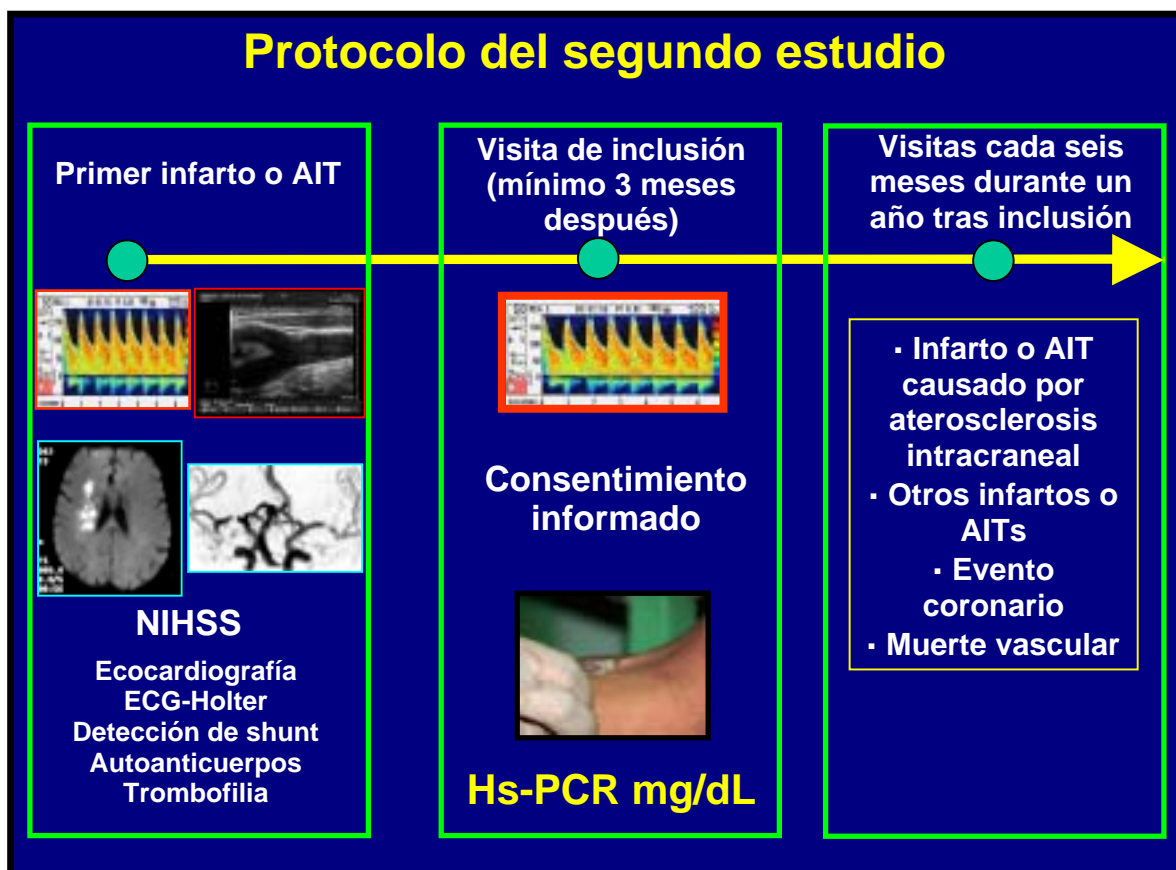 Protocolo del segundo estudio
Primer infarto o AIT
Visita de inclusión
(mínimo 3 meses
después)
Visitas cada seis
meses durante un
año tras inclusión
NIHSS
Ecocardiografía
ECG-Holter
Detección de shunt
Autoanticuerpos
Trombofilia
Consentimiento
informado
Hs-PCR mg/dL
· Infarto o AIT
causado por
aterosclerosis
intracraneal
· Otros infartos o
AITs
· Evento
coronario
· Muerte vascular